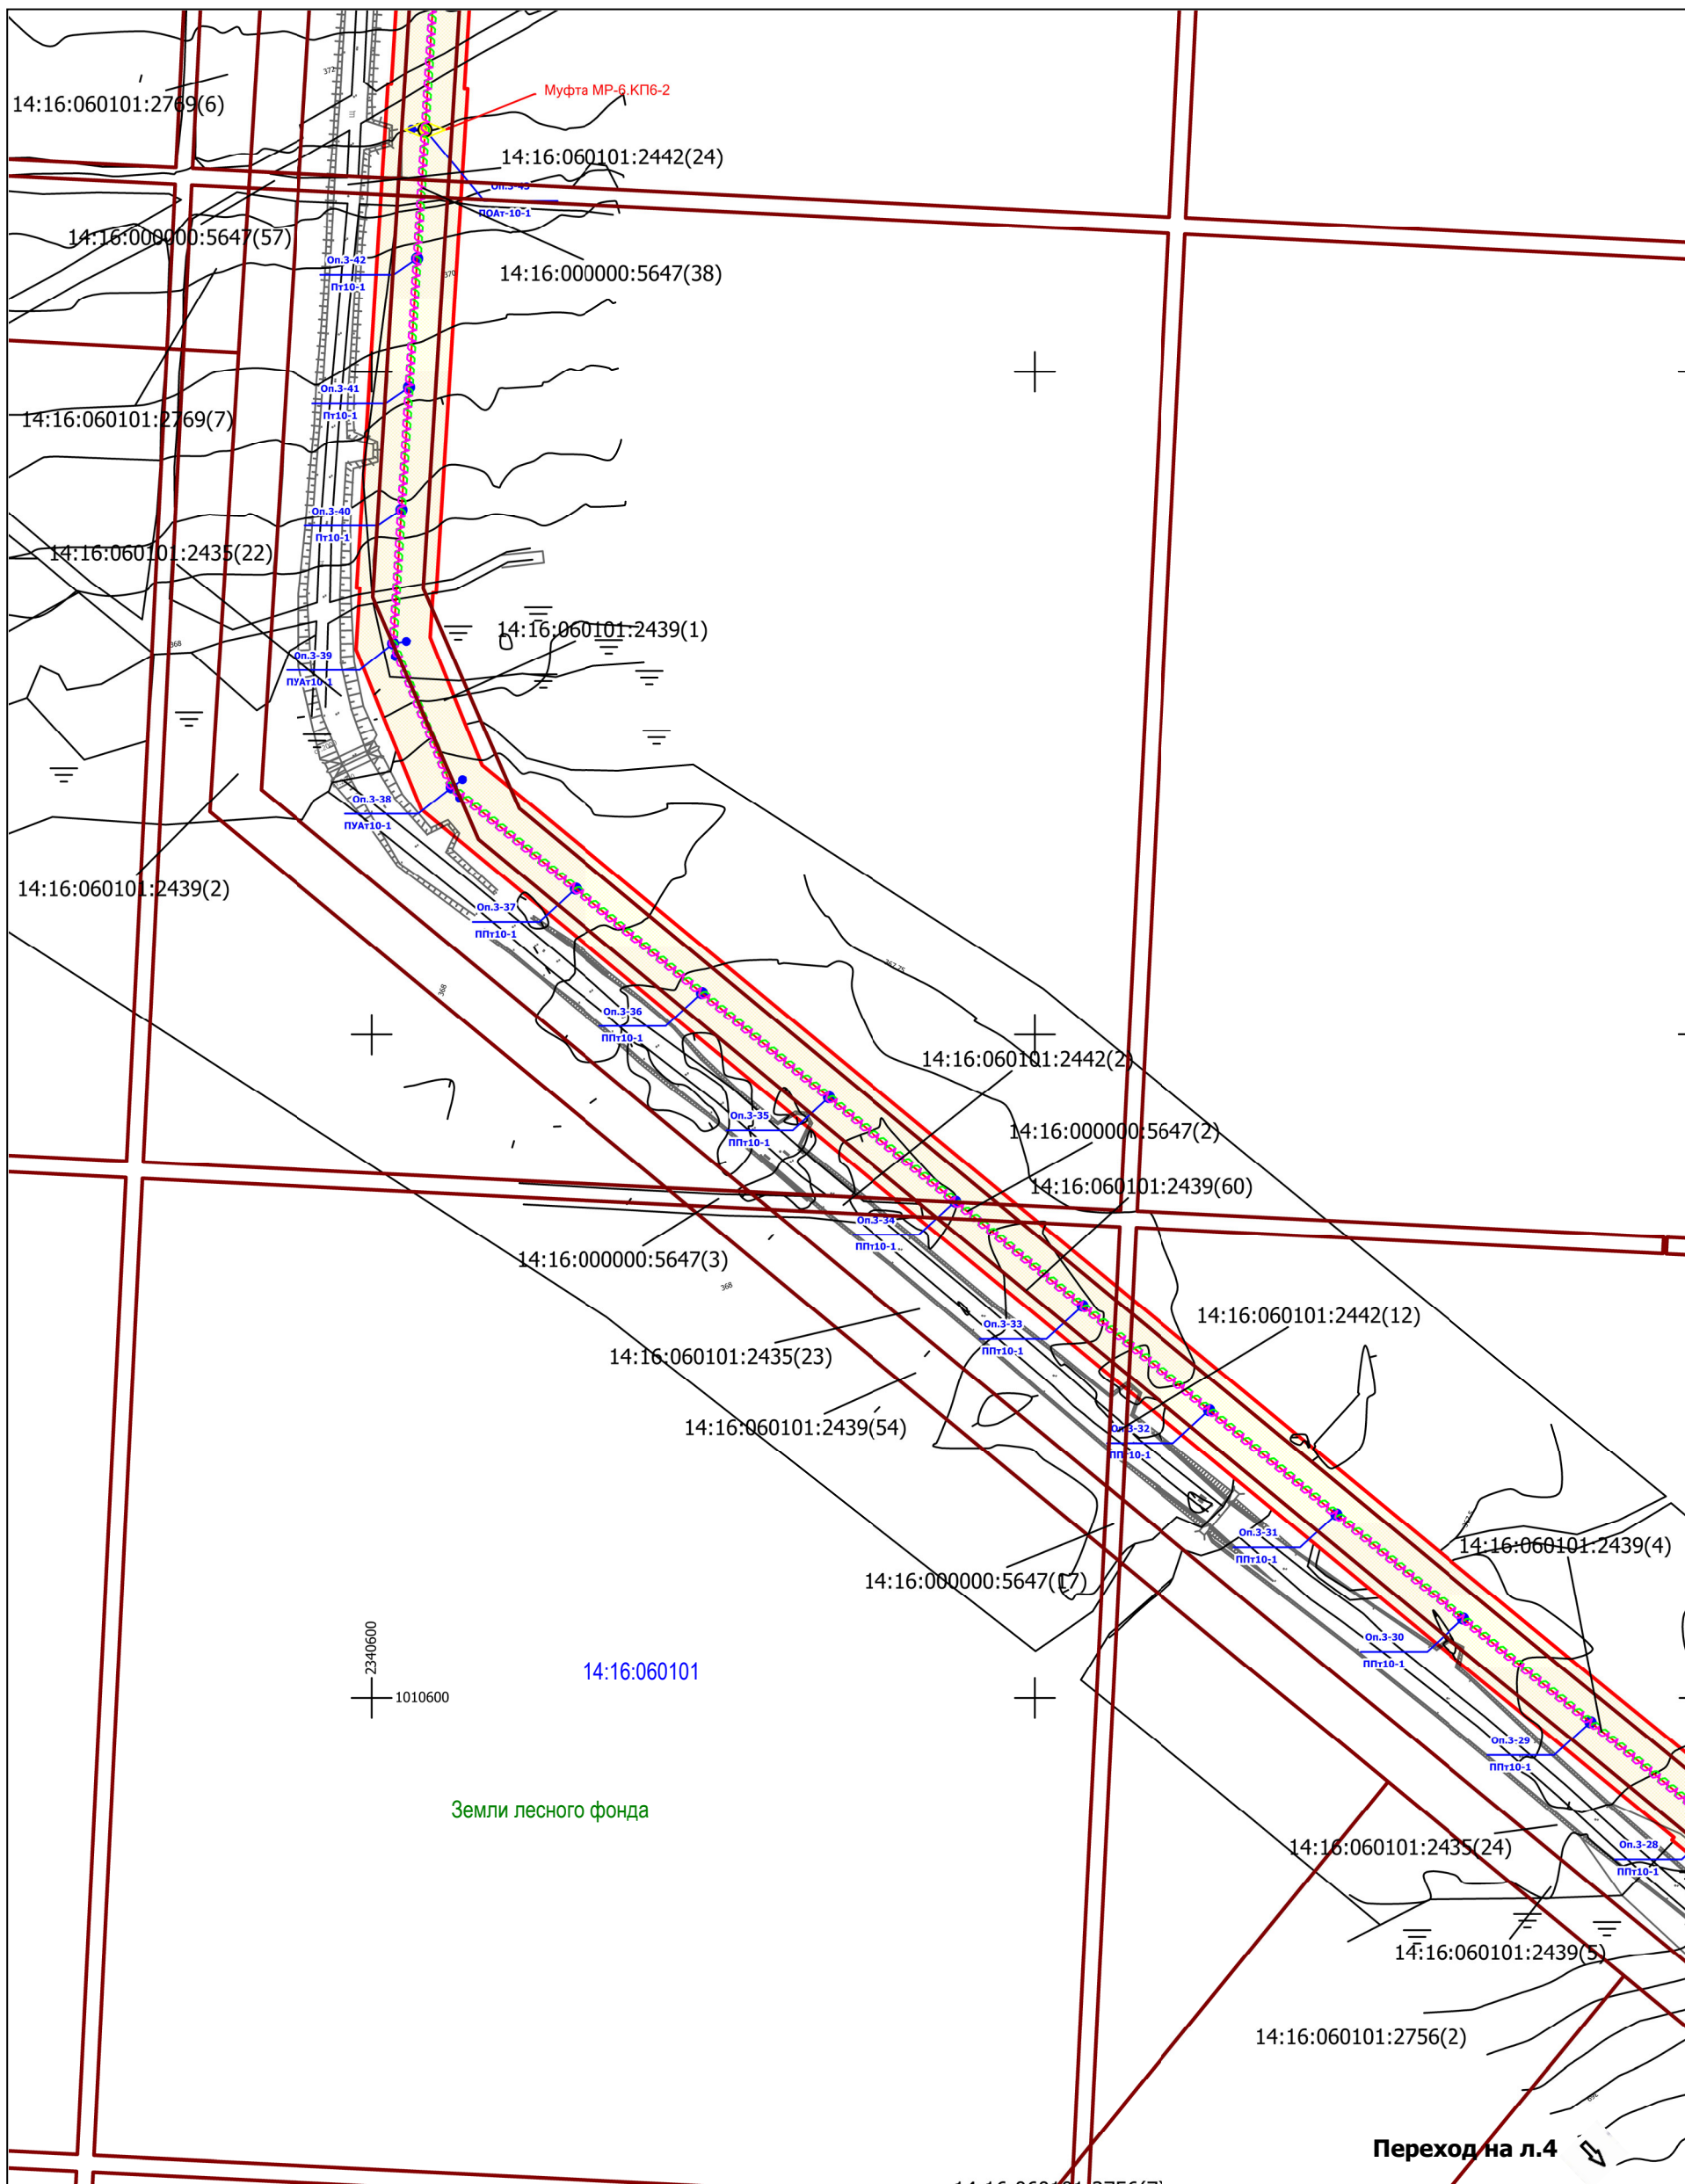 372
Муфта МР-6.КП6-2
14:16:060101:2769(6)
14:16:060101:2442(24)
Оп.3-43
ПОАт-10-1
14:16:000000:5647(57)
Оп.3-42
Пт10-1
370
14:16:000000:5647(38)
Оп.3-41
Пт10-1
14:16:060101:2769(7)
Оп.3-40
Пт10-1
14:16:060101:2435(22)
14:16:060101:2439(1)
368
Оп.3-39
ПУАт10-1
Оп.3-38
ПУАт10-1
14:16:060101:2439(2)
Оп.3-37
ППт10-1
367.75
368
Оп.3-36
ППт10-1
14:16:060101:2442(2)
Оп.3-35
ППт10-1
14:16:000000:5647(2)
14:16:060101:2439(60)
Оп.3-34
ППт10-1
14:16:000000:5647(3)
368
14:16:060101:2442(12)
Оп.3-33
ППт10-1
14:16:060101:2435(23)
14:16:060101:2439(54)
Оп.3-32
ППт10-1
Оп.3-31
ППт10-1
14:16:060101:2439(4)
14:16:000000:5647(17)
Оп.3-30
ППт10-1
2340600
14:16:060101
1010600
Оп.3-29
ППт10-1
Земли лесного фонда
14:16:060101:2435(24)
Оп.3-28
ППт10-1
14:16:060101:2439(5)
14:16:060101:2756(2)
Переход на л.4